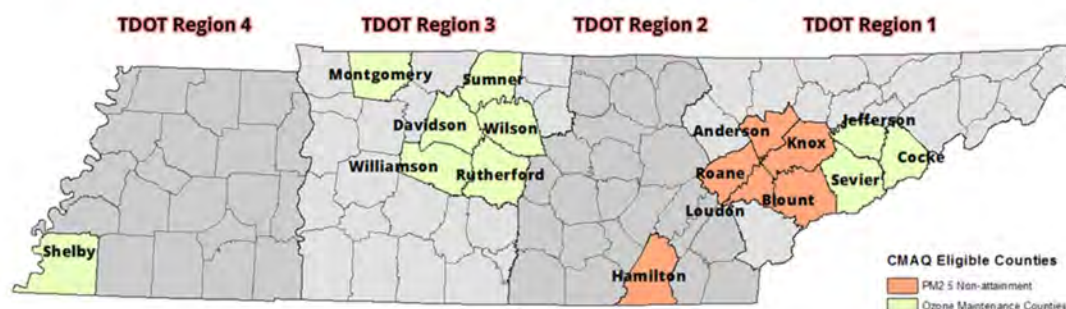 TDOT Region 4 TDOT Region 3 TDOT Region 2 TDOT Region 1
Montgomery Sumner
Davidson Wilson
Williamson Rutherford
Anderson Jefferson
Knox
Cocke
Roane Sevier
Blount
Loudon
Shelby
Hamilton
CMAQ Eligible Counties
PM2.5 Non-attainment
Ozone Maintenance Counties